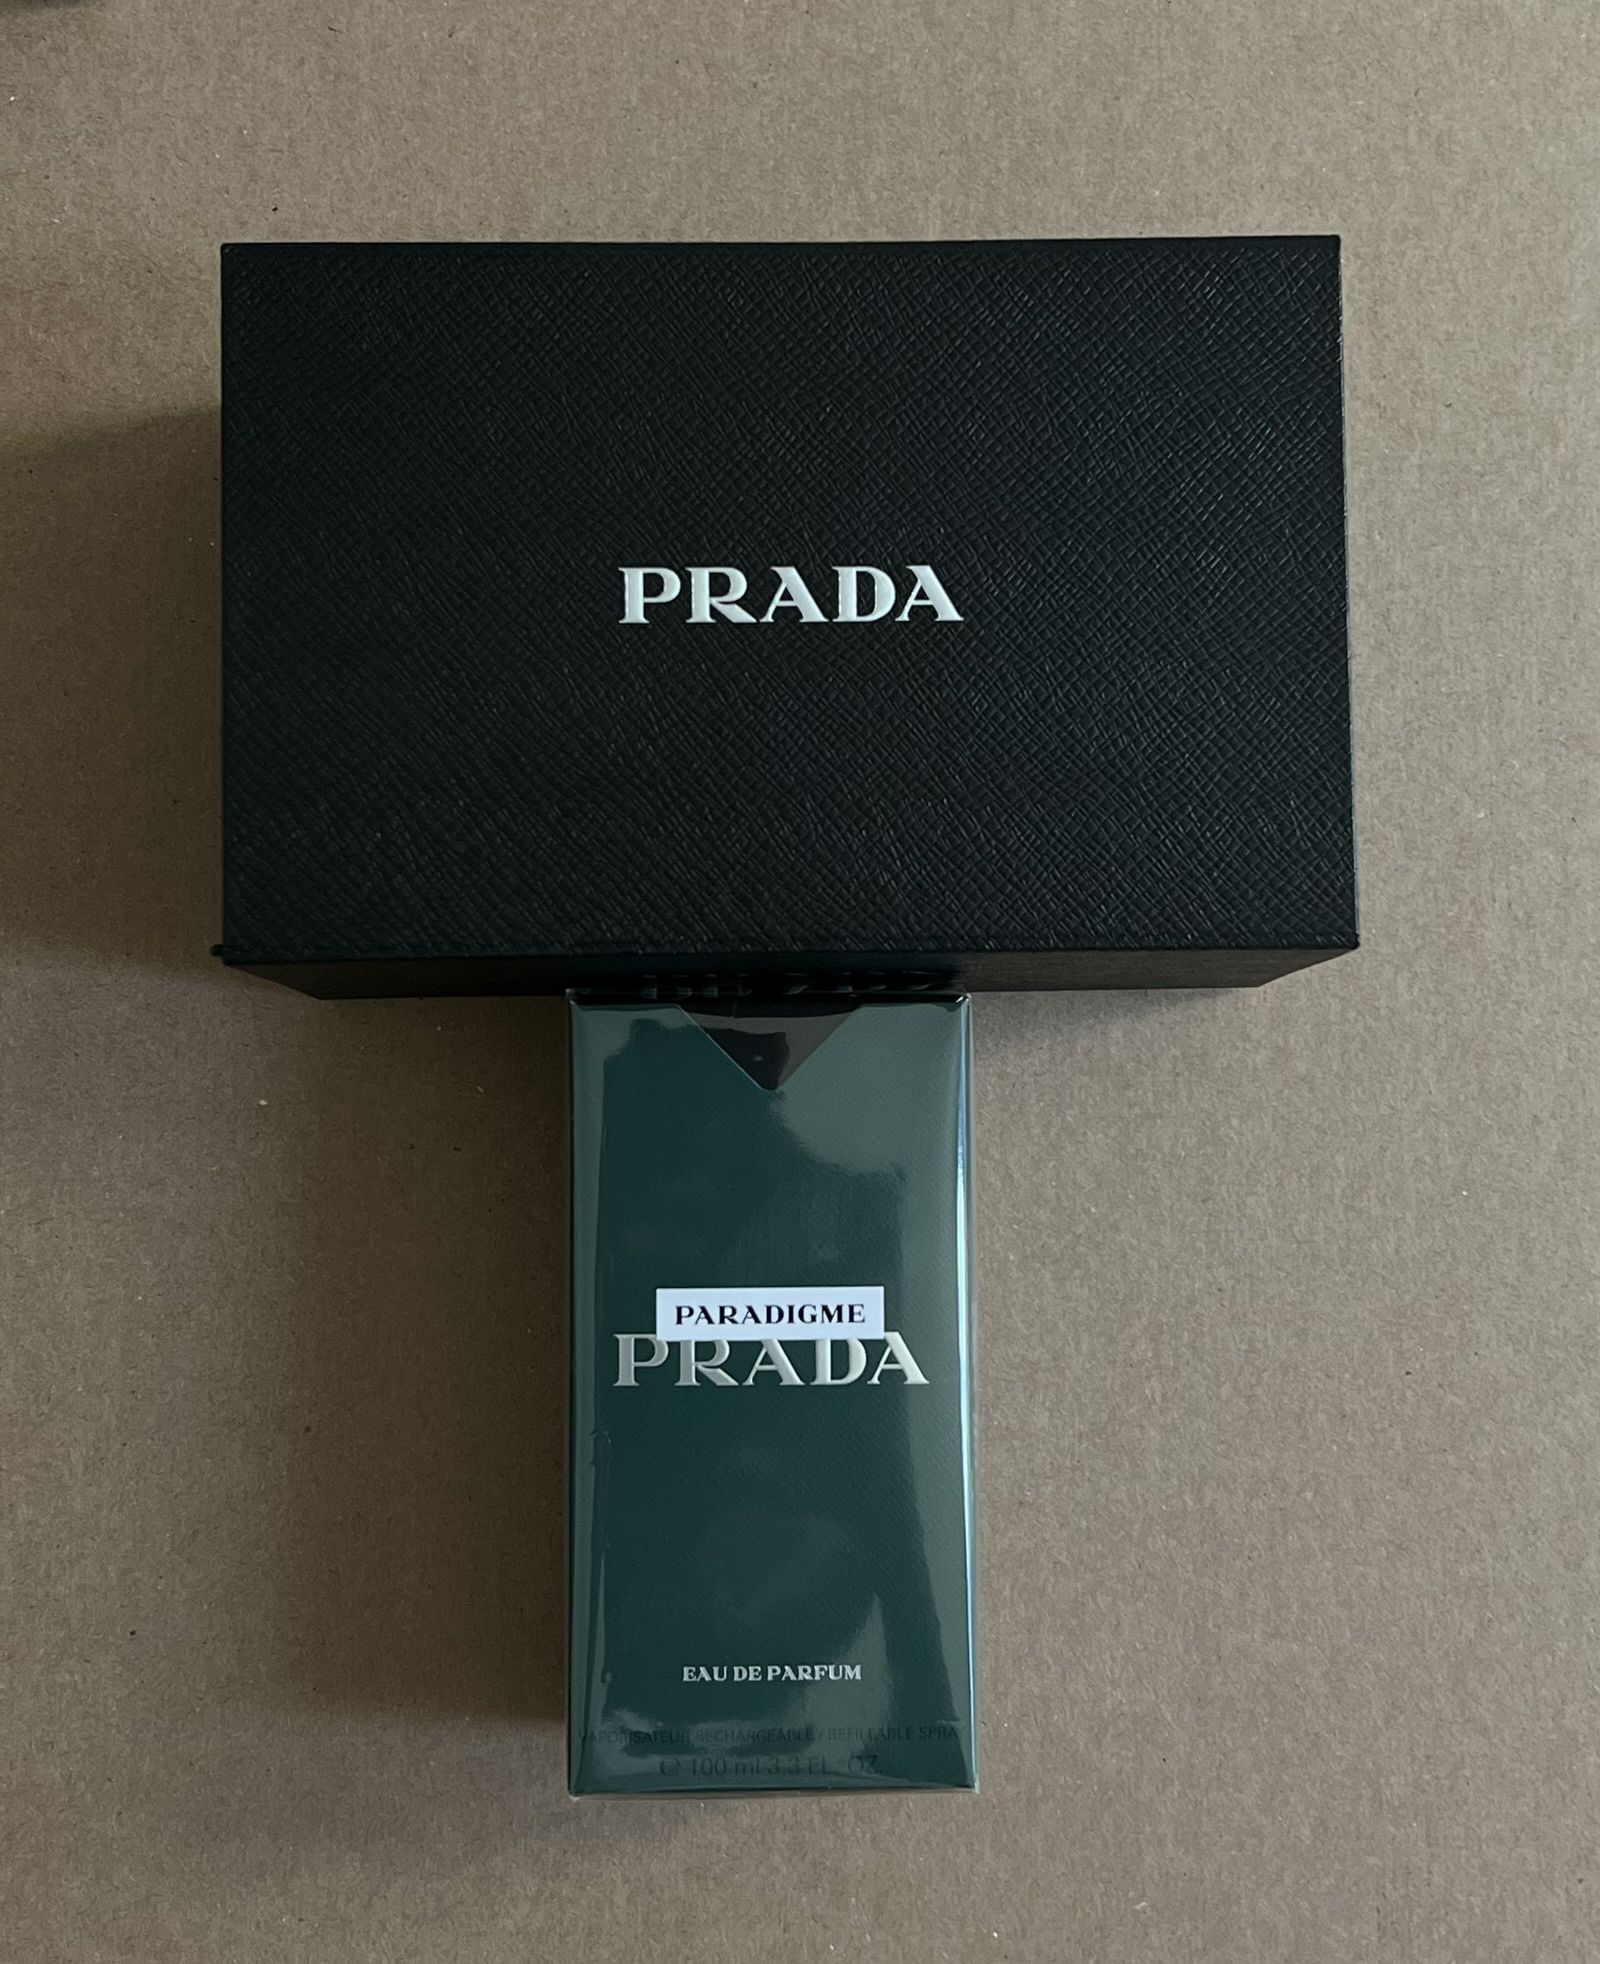 PRADA
PARADIGME
PRADA
EAU DE PARFUM
VAPORISATEUR RECHARGEABLE / REFILLABLE SPRAY
℮ 100 ml 3.3 FL. OZ.